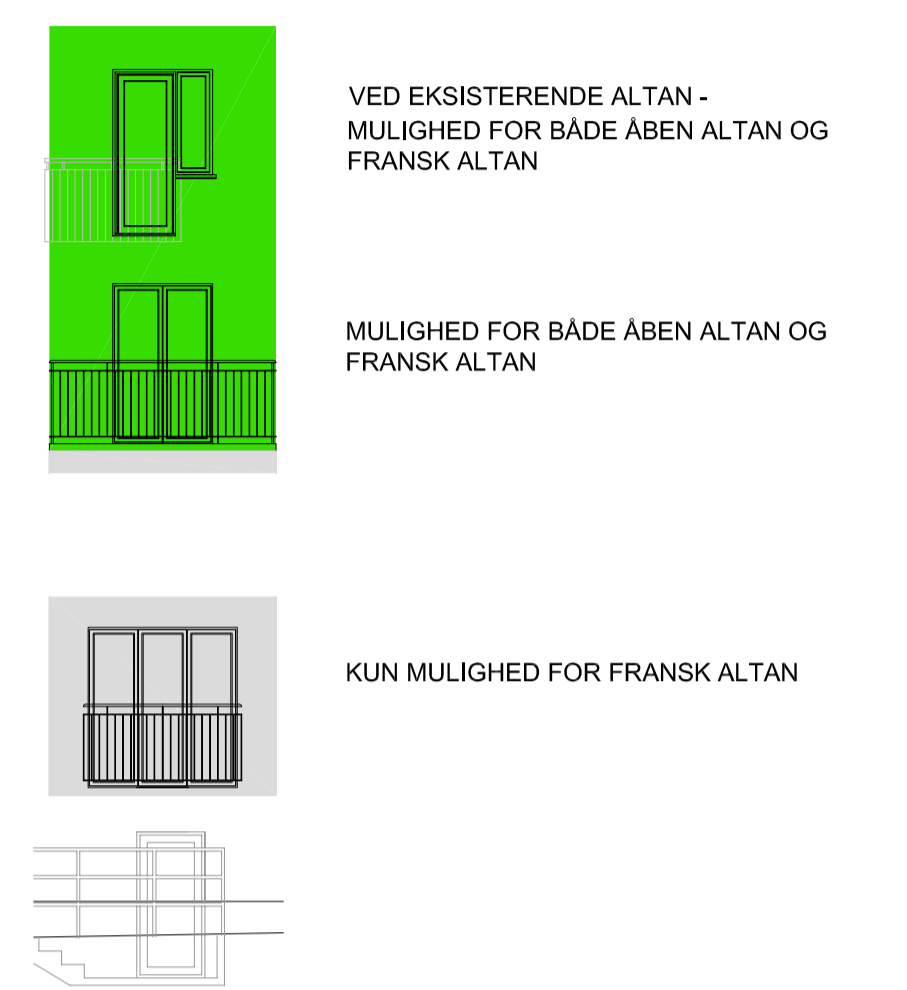 VED EKSISTERENDE ALTAN -
MULIGHED FOR BÅDE ÅBEN ALTAN OG
FRANSK ALTAN
MULIGHED FOR BÅDE ÅBEN ALTAN OG
FRANSK ALTAN
KUN MULIGHED FOR FRANSK ALTAN